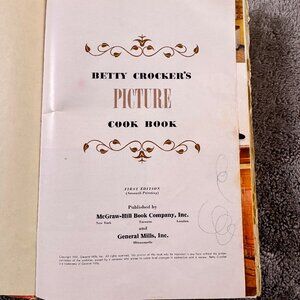 BETTY CROCKER'S
PICTURE
COOK BOOK
FIRST EDITION
(Seventh Printing)
Published by
McGraw-Hill Book Company, Inc.
New York Toronto London
and
General Mills, Inc.
Minneapolis